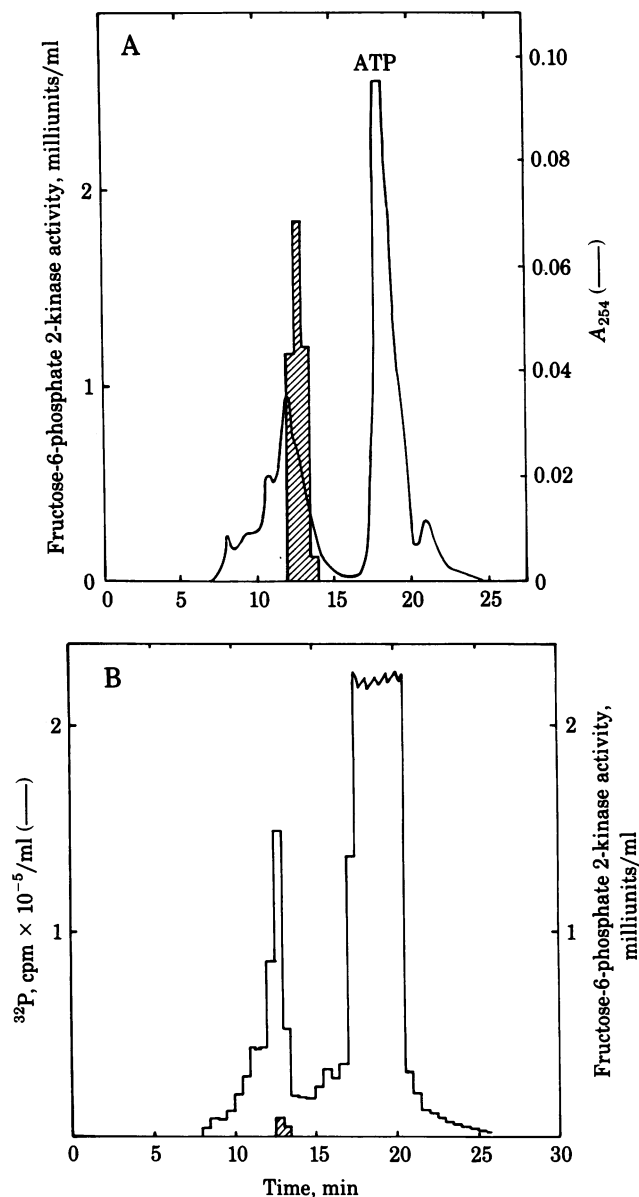 A
ATP
Fructose-6-phosphate 2-kinase activity, milliunits/ml
2
1
0
0.10
0.08
0.06
0.04
0.02
0
A254 (——)
0 5 10 15 20 25
B
32P, cpm × 10−5/ml (——)
2
1
2
1
Fructose-6-phosphate 2-kinase activity,
milliunits/ml
0 5 10 15 20 25 30
Time, min